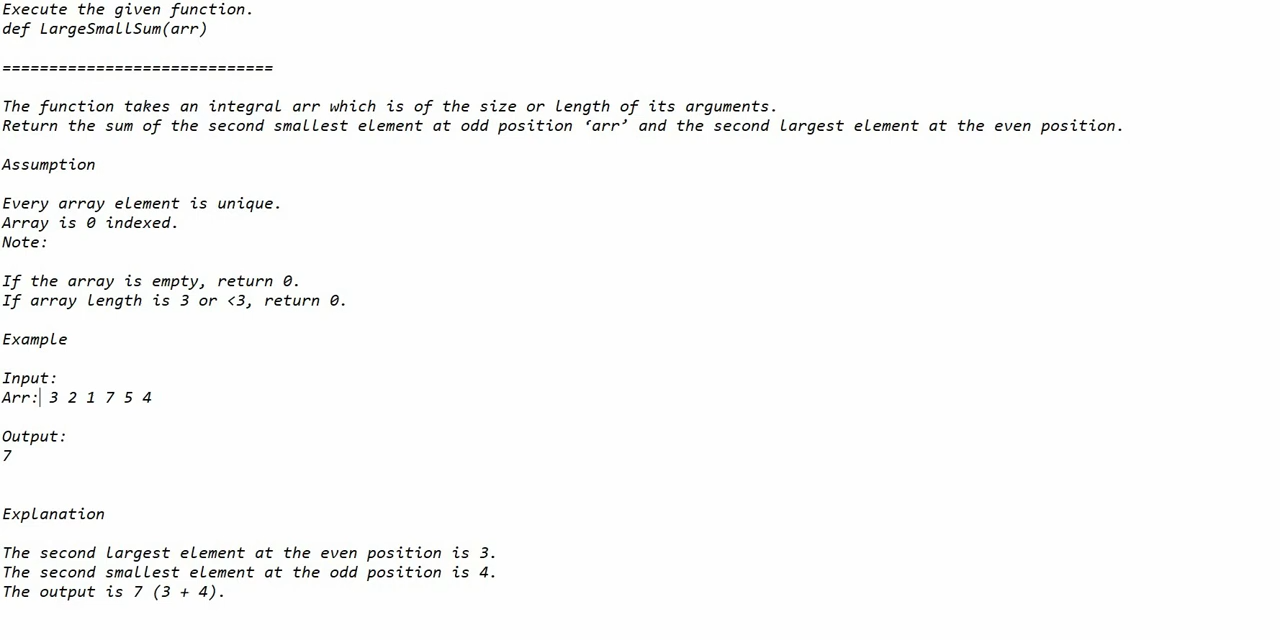 Execute the given function.
def LargeSmallSum(arr)
=============================
The function takes an integral arr which is of the size or length of its arguments.
Return the sum of the second smallest element at odd position ‘arr’ and the second largest element at the even position.
Assumption
Every array element is unique.
Array is 0 indexed.
Note:
If the array is empty, return 0.
If array length is 3 or <3, return 0.
Example
Input:
Arr: 3 2 1 7 5 4
Output:
7
Explanation
The second largest element at the even position is 3.
The second smallest element at the odd position is 4.
The output is 7 (3 + 4).